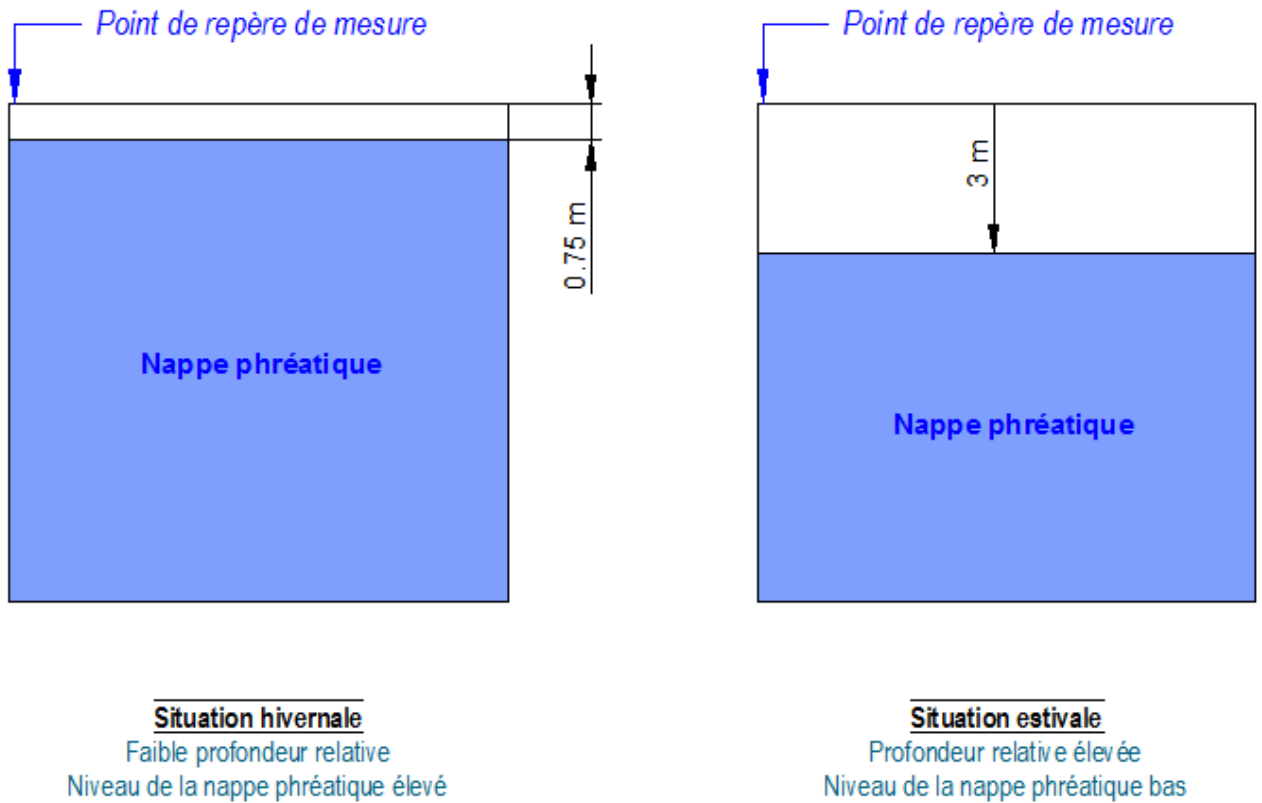 Point de repère de mesure
0.75 m
Nappe phréatique
Situation hivernale
Faible profondeur relative
Niveau de la nappe phréatique élevé
Point de repère de mesure
3 m
Nappe phréatique
Situation estivale
Profondeur relative élevée
Niveau de la nappe phréatique bas